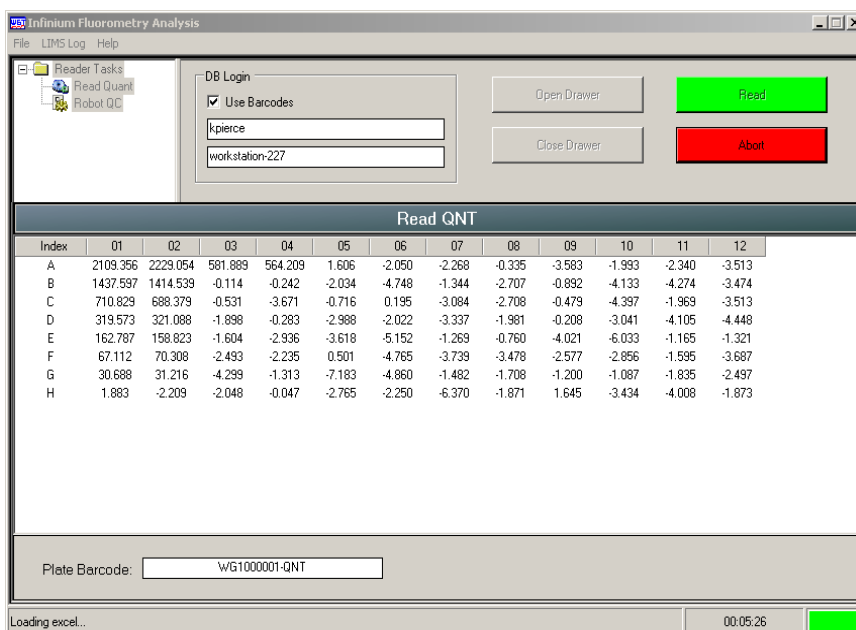 WGT Infinium Fluorometry Analysis
File LIMS Log Help
Reader Tasks
Read Quant
Robot QC
DB Login
Use Barcodes
kpierce
workstation-227
Open Drawer
Read
Close Drawer
Abort
Read QNT
Index 01 02 03 04 05 06 07 08 09 10 11 12
A 2109.356 2229.054 581.889 564.209 1.606 -2.050 -2.268 -0.335 -3.583 -1.993 -2.340 -3.513
B 1437.597 1414.539 -0.114 -0.242 -2.034 -4.748 -1.344 -2.707 -0.892 -4.133 -4.274 -3.474
C 710.829 688.379 -0.531 -3.671 -0.716 0.195 -3.084 -2.708 -0.479 -4.397 -1.969 -3.513
D 319.573 321.088 -1.898 -0.283 -2.988 -2.022 -3.337 -1.981 -0.208 -3.041 -4.105 -4.448
E 162.787 158.823 -1.604 -2.936 -3.618 -5.152 -1.269 -0.760 -4.021 -6.033 -1.165 -1.321
F 67.112 70.308 -2.493 -2.235 0.501 -4.765 -3.739 -3.478 -2.577 -2.856 -1.595 -3.687
G 30.688 31.216 -4.299 -1.313 -7.183 -4.860 -1.482 -1.708 -1.200 -1.087 -1.835 -2.497
H 1.883 -2.209 -2.048 -0.047 -2.765 -2.250 -6.370 -1.871 1.645 -3.434 -4.008 -1.873
Plate Barcode: WG1000001-QNT
Loading excel... 00:05:26